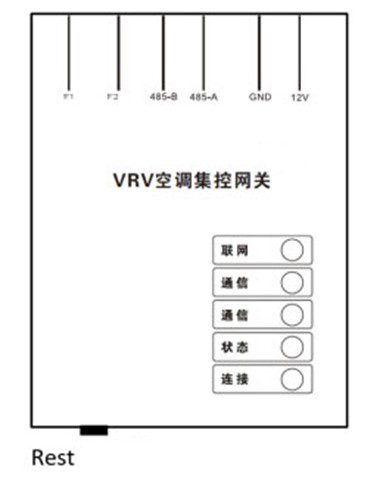 F1 F2 485-B 485-A GND 12V
VRV空调集控网关
联网
通信
通信
状态
连接
Rest